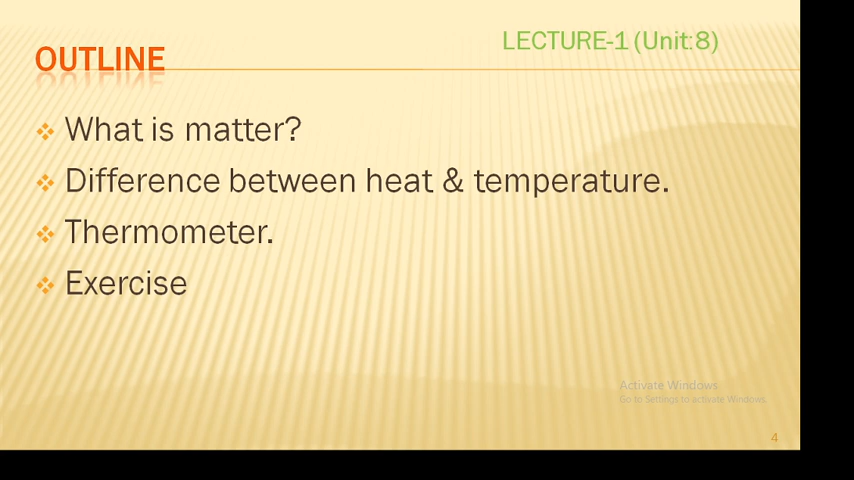 LECTURE-1 (Unit:8)
OUTLINE
What is matter?
Difference between heat & temperature.
Thermometer.
Exercise
Activate Windows
Go to Settings to activate Windows.
4